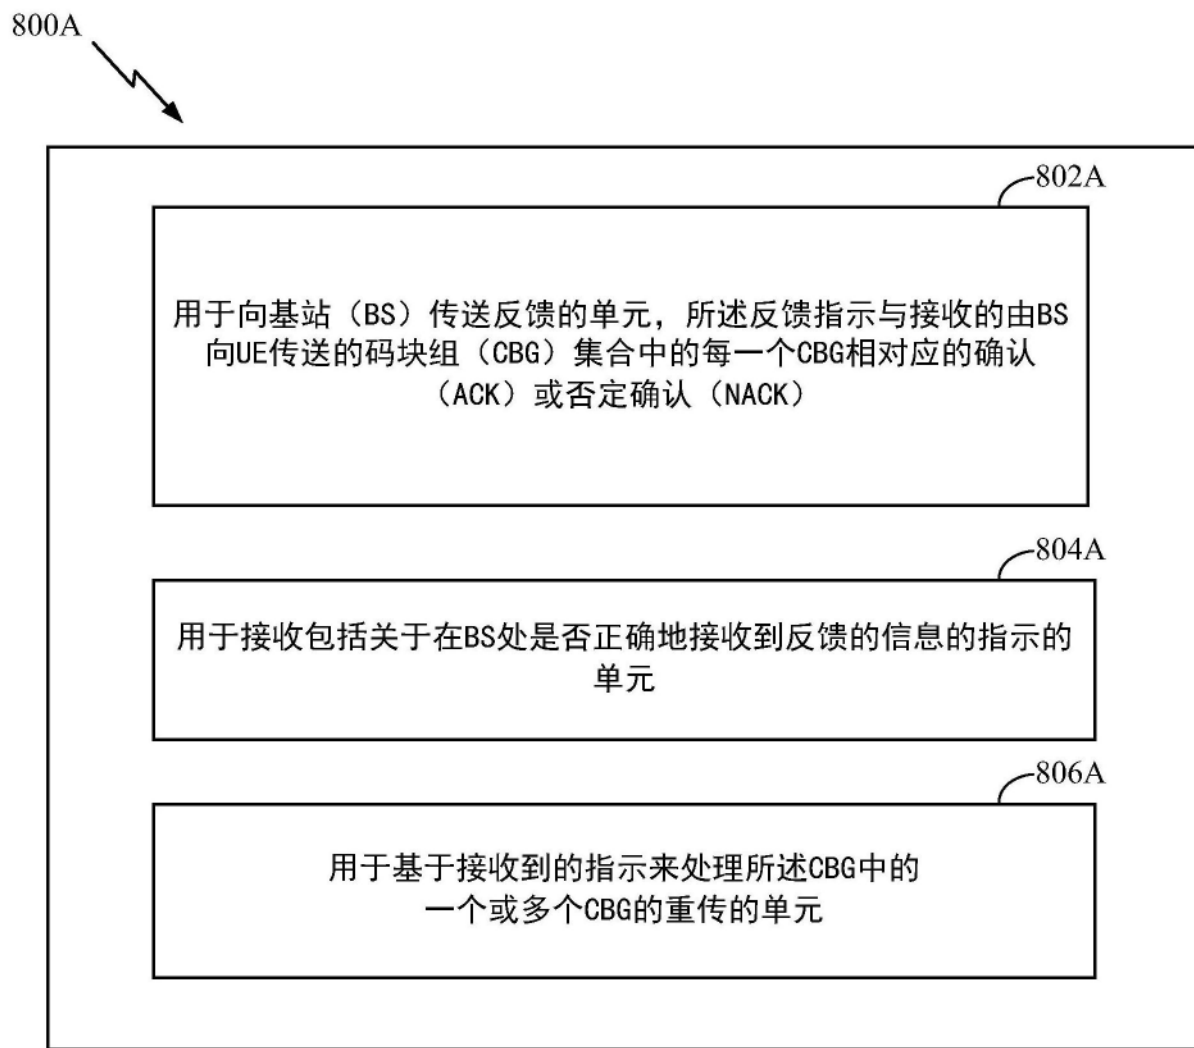 800A
802A
用于向基站（BS）传送反馈的单元，所述反馈指示与接收的由BS
向UE传送的码块组（CBG）集合中的每一个CBG相对应的确认
（ACK）或否定确认（NACK）
804A
用于接收包括关于在BS处是否正确地接收到反馈的信息的指示的
单元
806A
用于基于接收到的指示来处理所述CBG中的
一个或多个CBG的重传的单元